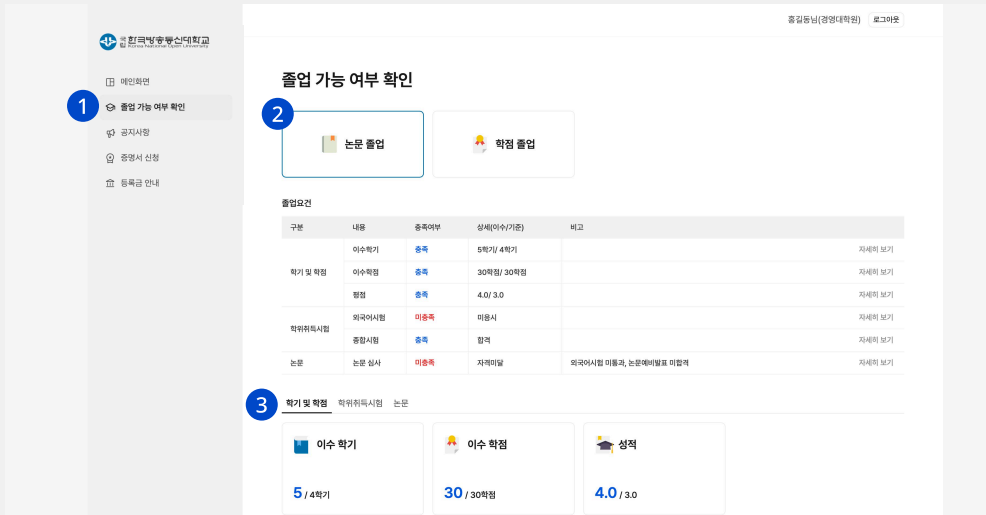 홍길동님(경영대학원) 로그아웃
국립 한국방송통신대학교
Korea National Open University
메인화면
1 졸업 가능 여부 확인
공지사항
증명서 신청
등록금 안내
졸업 가능 여부 확인
2
논문 졸업 학점 졸업
졸업요건
구분 내용 충족여부 상세(이수/기준) 비고
이수학기 충족 5학기/ 4학기 자세히 보기
학기 및 학점 이수학점 충족 30학점/ 30학점 자세히 보기
평점 충족 4.0/ 3.0 자세히 보기
외국어시험 미충족 미응시 자세히 보기
학위취득시험
종합시험 충족 합격 자세히 보기
논문 논문 심사 미충족 자격미달 외국어시험 미통과, 논문예비발표 미합격 자세히 보기
3 학기 및 학점 학위취득시험 논문
이수 학기 이수 학점 성적
5 / 4학기 30 / 30학점 4.0 / 3.0